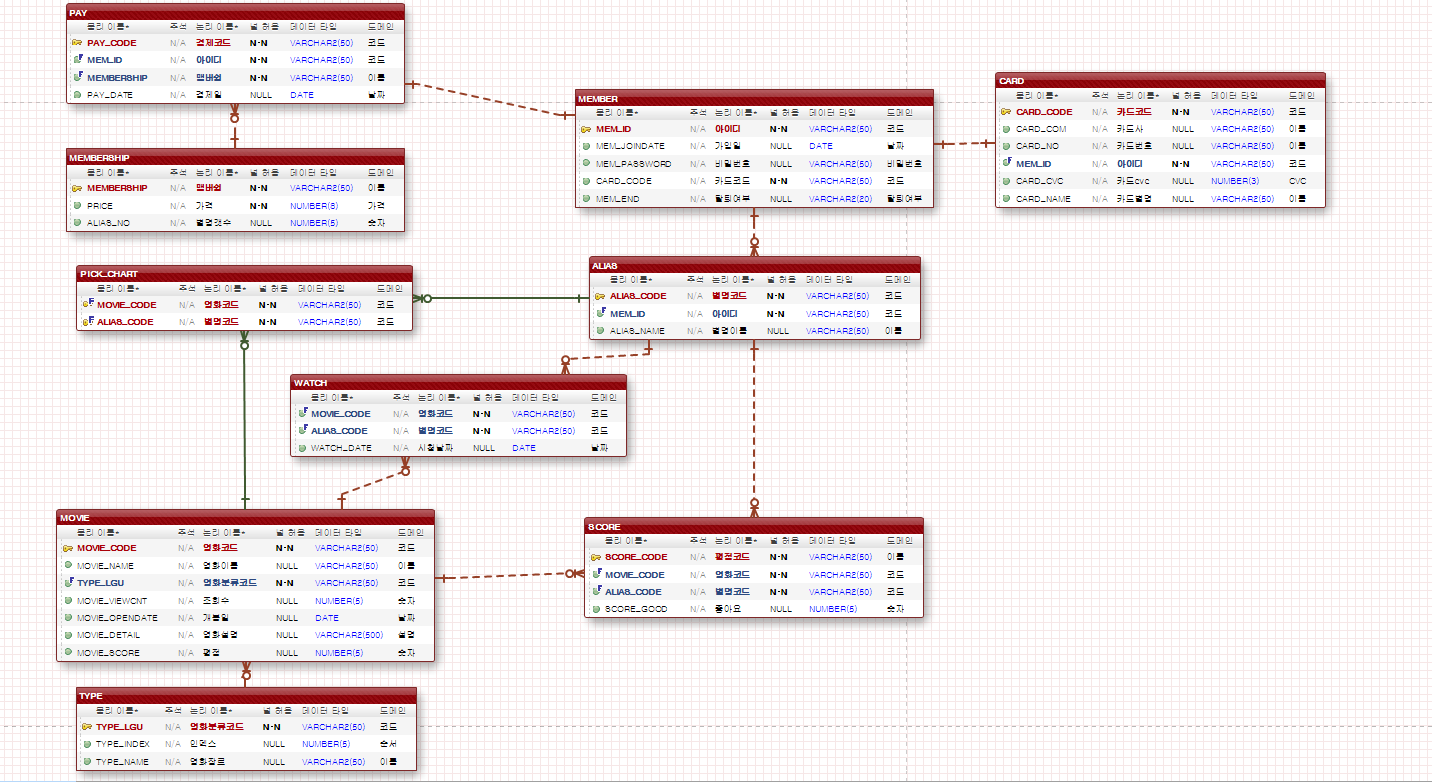 PAY
물리 이름* 주석 논리 이름* 널 허용 데이터 타입 도메인
PAY_CODE N/A 결제코드 N-N VARCHAR2(50) 코드
MEM_ID N/A 아이디 N-N VARCHAR2(50) 코드
MEMBERSHIP N/A 맴버쉽 N-N VARCHAR2(50) 이름
PAY_DATE N/A 결제일 NULL DATE 날짜
MEMBERSHIP
물리 이름* 주석 논리 이름* 널 허용 데이터 타입 도메인
MEMBERSHIP N/A 맴버쉽 N-N VARCHAR2(50) 이름
PRICE N/A 가격 N-N NUMBER(8) 가격
ALIAS_NO N/A 별명갯수 NULL NUMBER(5) 숫자
MEMBER
물리 이름* 주석 논리 이름* 널 허용 데이터 타입 도메인
MEM_ID N/A 아이디 N-N VARCHAR2(50) 코드
MEM_JOINDATE N/A 가입일 NULL DATE 날짜
MEM_PASSWORD N/A 비밀번호 NULL VARCHAR2(50) 비밀번호
CARD_CODE N/A 카드코드 N-N VARCHAR2(50) 코드
MEM_END N/A 탈퇴여부 NULL VARCHAR2(20) 탈퇴여부
CARD
물리 이름* 주석 논리 이름* 널 허용 데이터 타입 도메인
CARD_CODE N/A 카드코드 N-N VARCHAR2(50) 코드
CARD_COM N/A 카드사 NULL VARCHAR2(50) 이름
CARD_NO N/A 카드번호 NULL VARCHAR2(50) 이름
MEM_ID N/A 아이디 N-N VARCHAR2(50) 코드
CARD_CVC N/A 카드cvc NULL NUMBER(3) CVC
CARD_NAME N/A 카드별명 NULL VARCHAR2(50) 이름
PICK_CHART
물리 이름* 주석 논리 이름* 널 허용 데이터 타입 도메인
MOVIE_CODE N/A 영화코드 N-N VARCHAR2(50) 코드
ALIAS_CODE N/A 별명코드 N-N VARCHAR2(50) 코드
ALIAS
물리 이름* 주석 논리 이름* 널 허용 데이터 타입 도메인
ALIAS_CODE N/A 별명코드 N-N VARCHAR2(50) 코드
MEM_ID N/A 아이디 N-N VARCHAR2(50) 코드
ALIAS_NAME N/A 별명이름 NULL VARCHAR2(50) 이름
WATCH
물리 이름* 주석 논리 이름* 널 허용 데이터 타입 도메인
MOVIE_CODE N/A 영화코드 N-N VARCHAR2(50) 코드
ALIAS_CODE N/A 별명코드 N-N VARCHAR2(50) 코드
WATCH_DATE N/A 시청날짜 NULL DATE 날짜
MOVIE
물리 이름* 주석 논리 이름* 널 허용 데이터 타입 도메인
MOVIE_CODE N/A 영화코드 N-N VARCHAR2(50) 코드
MOVIE_NAME N/A 영화이름 NULL VARCHAR2(50) 이름
TYPE_LGU N/A 영화분류코드 N-N VARCHAR2(50) 코드
MOVIE_VIEWCNT N/A 조회수 NULL NUMBER(5) 숫자
MOVIE_OPENDATE N/A 개봉일 NULL DATE 날짜
MOVIE_DETAIL N/A 영화설명 NULL VARCHAR2(500) 설명
MOVIE_SCORE N/A 평점 NULL NUMBER(5) 숫자
SCORE
물리 이름* 주석 논리 이름* 널 허용 데이터 타입 도메인
SCORE_CODE N/A 평점코드 N-N VARCHAR2(50) 이름
MOVIE_CODE N/A 영화코드 N-N VARCHAR2(50) 코드
ALIAS_CODE N/A 별명코드 N-N VARCHAR2(50) 코드
SCORE_GOOD N/A 좋아요 NULL NUMBER(5) 숫자
TYPE
물리 이름* 주석 논리 이름* 널 허용 데이터 타입 도메인
TYPE_LGU N/A 영화분류코드 N-N VARCHAR2(50) 코드
TYPE_INDEX N/A 인덱스 NULL NUMBER(5) 순서
TYPE_NAME N/A 영화장르 NULL VARCHAR2(50) 이름